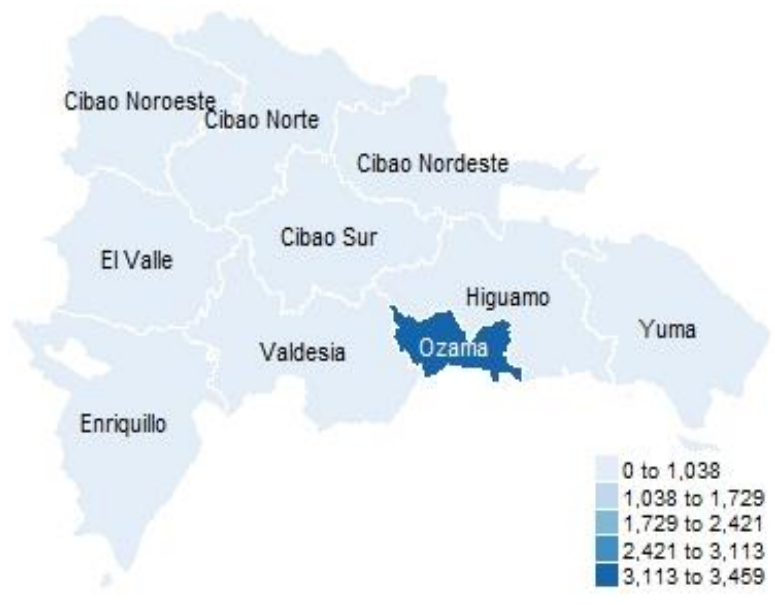 Cibao Noroeste
Cibao Norte
Cibao Nordeste
Cibao Sur
El Valle
Higuamo
Yuma
Ozama
Valdesia
Enriquillo
0 to 1,038
1,038 to 1,729
1,729 to 2,421
2,421 to 3,113
3,113 to 3,459